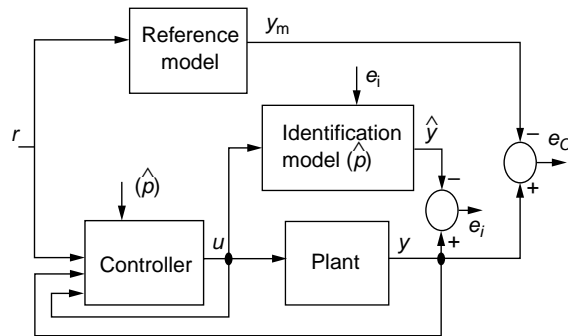 Reference
model
y_m
e_i
r
Identification
model (p̂)
ŷ
−
e_C
+
−
(p̂)
e_i
+
Controller
u
Plant
y